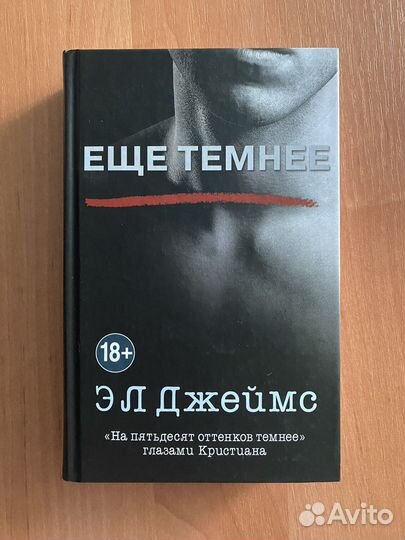 ЕЩЕ ТЕМНЕЕ
18+
ЭЛ Джеймс
«На пятьдесят оттенков темнее»
глазами Кристиана
Avito